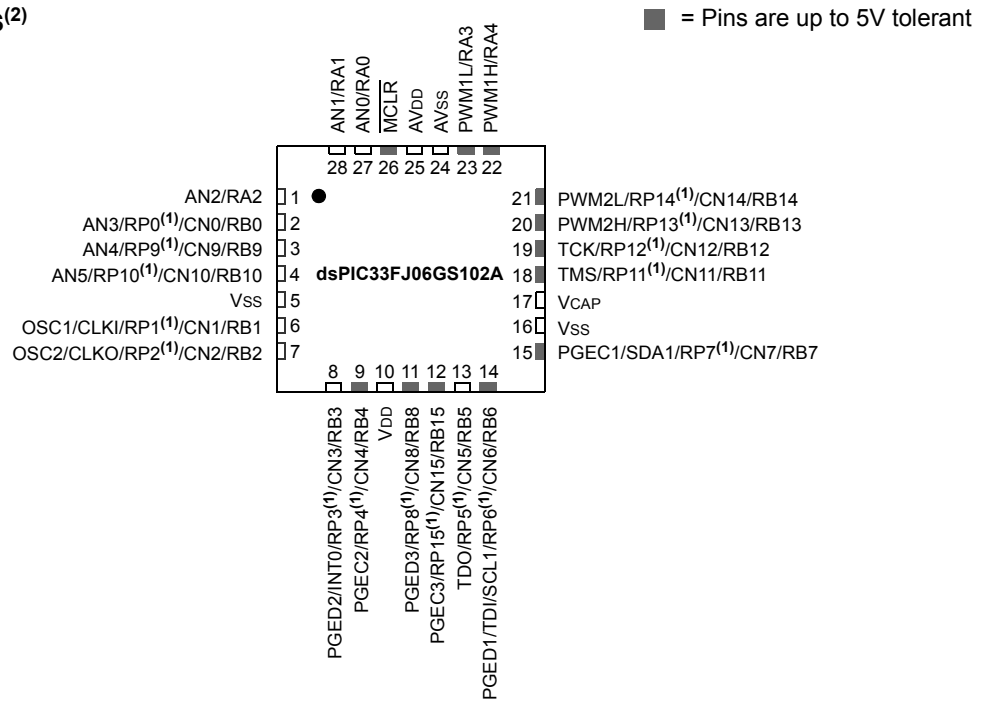 S(2)
= Pins are up to 5V tolerant
AN1/RA1
AN0/RA0
MCLR
AVDD
AVSS
PWM1L/RA3
PWM1H/RA4
28 27 26 25 24 23 22
AN2/RA2 1
AN3/RP0(1)/CN0/RB0 2
AN4/RP9(1)/CN9/RB9 3
AN5/RP10(1)/CN10/RB10 4
VSS 5
OSC1/CLKI/RP1(1)/CN1/RB1 6
OSC2/CLKO/RP2(1)/CN2/RB2 7
dsPIC33FJ06GS102A
21 PWM2L/RP14(1)/CN14/RB14
20 PWM2H/RP13(1)/CN13/RB13
19 TCK/RP12(1)/CN12/RB12
18 TMS/RP11(1)/CN11/RB11
17 VCAP
16 VSS
15 PGEC1/SDA1/RP7(1)/CN7/RB7
8 9 10 11 12 13 14
PGED2/INT0/RP3(1)/CN3/RB3
PGEC2/RP4(1)/CN4/RB4
VDD
PGED3/RP8(1)/CN8/RB8
PGEC3/RP15(1)/CN15/RB15
TDO/RP5(1)/CN5/RB5
PGED1/TDI/SCL1/RP6(1)/CN6/RB6